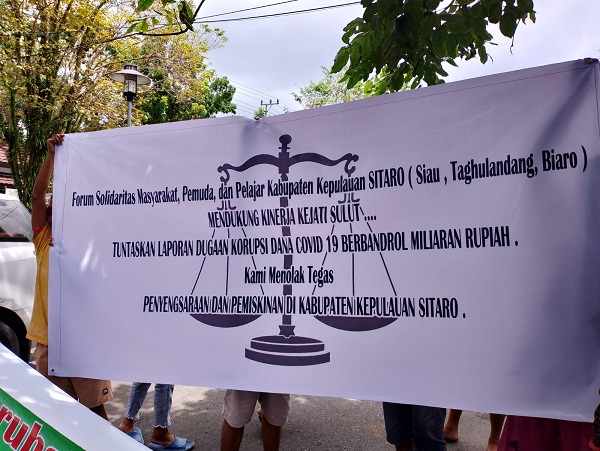 Forum Solidaritas Masyarakat, Pemuda, dan Pelajar Kabupaten Kepulauan SITARO ( Siau , Taghulandang, Biaro )
MENDUKUNG KINERJA KEJATI SULUT ....
TUNTASKAN LAPORAN DUGAAN KORUPSI DANA COVID 19 BERBANDROL MILIARAN RUPIAH .
Kami Menolak Tegas
PENYENGSARAAN DAN PEMISKINAN DI KABUPATEN KEPULAUAN SITARO .